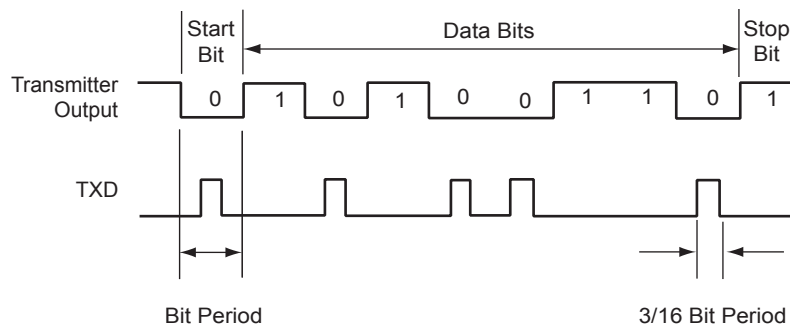 Start
Bit
Data Bits
Stop
Bit
Transmitter
Output
0 1 0 1 0 0 1 1 0 1
TXD
Bit Period
3/16 Bit Period